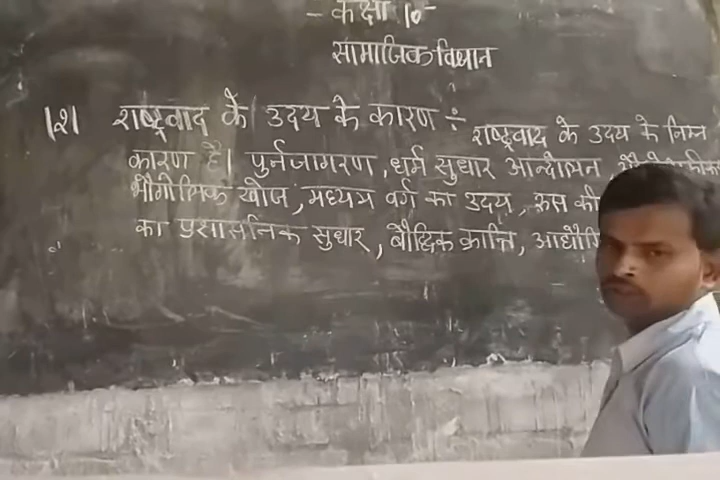 - कक्षा 10 -
सामाजिक विज्ञान
(2) राष्ट्रवाद के उदय के कारण ÷ राष्ट्रवाद के उदय के निम्न
कारण है। पुर्नजागरण, धर्म सुधार आन्दोलन,
भौगोलिक खोज, मध्यम वर्ग का उदय, रूस की
का प्रशासनिक सुधार, बौद्धिक क्रान्ति,